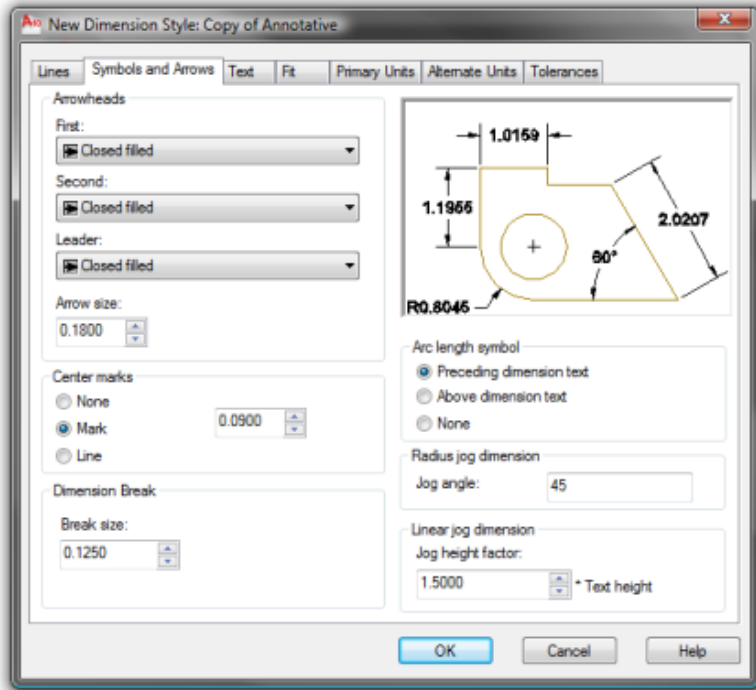 New Dimension Style: Copy of Annotative
Lines Symbols and Arrows Text Fit Primary Units Alternate Units Tolerances
Arrowheads
First:
Closed filled
Second:
Closed filled
Leader:
Closed filled
Arrow size:
0.1800
Center marks
None
Mark
0.0900
Line
Dimension Break
Break size:
0.1250
1.0159
1.1955
2.0207
60°
R0.8045
Arc length symbol
Preceding dimension text
Above dimension text
None
Radius jog dimension
Jog angle:
45
Linear jog dimension
Jog height factor:
1.5000
* Text height
OK
Cancel
Help